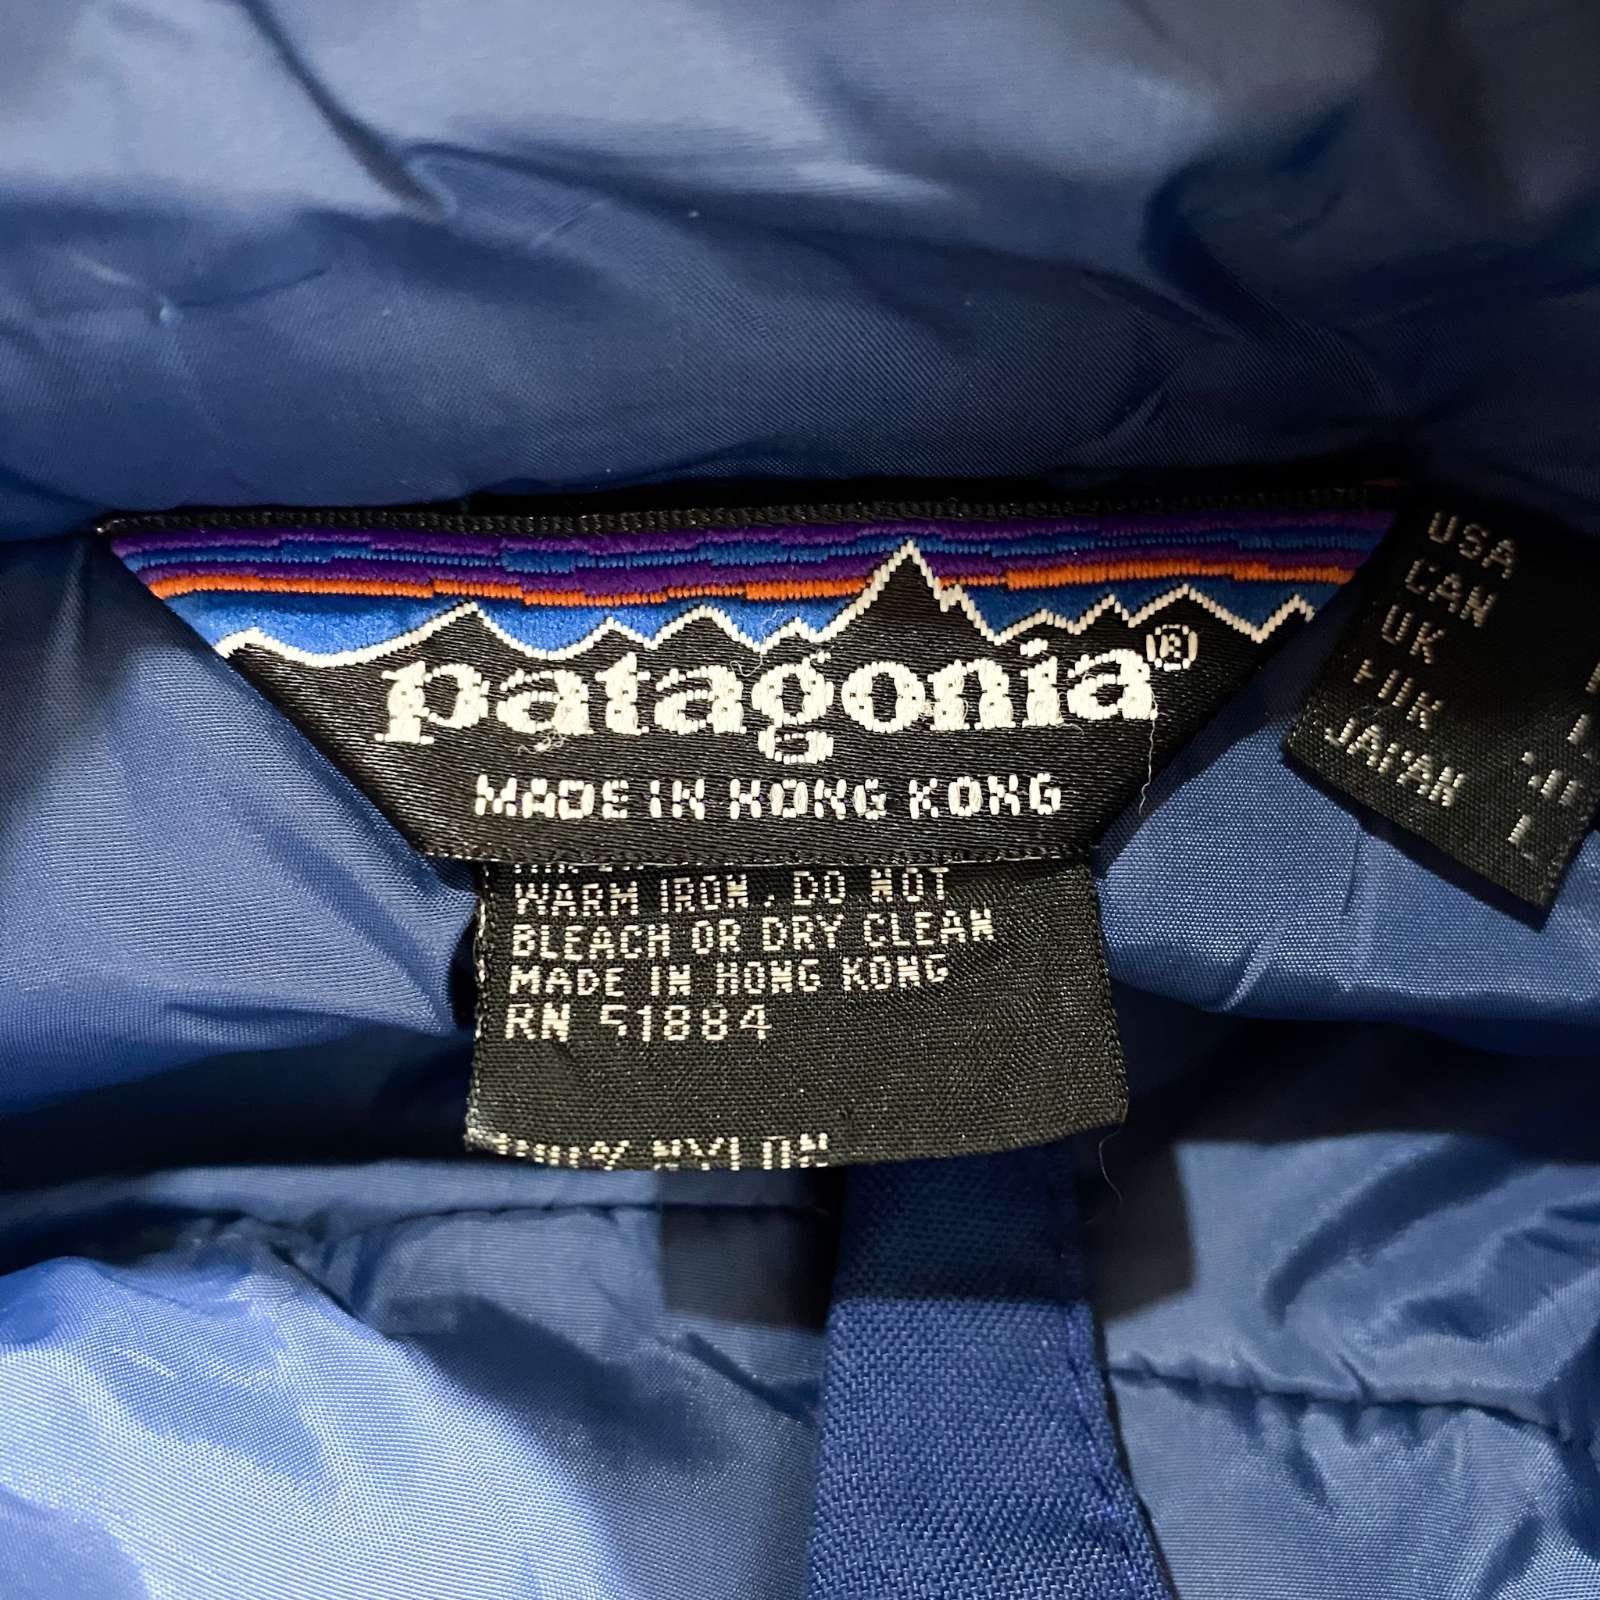 patagonia®
MADE IN HONG KONG
WARM IRON. DO NOT
BLEACH OR DRY CLEAN
MADE IN HONG KONG
RN 51884
NYLON
USA
CAN
UK
JAPAN L